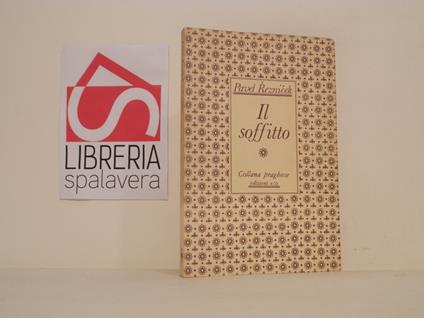 LIBRERIA
spalavera
Pavel Řezníček
Il
soffitto
Collana praghese
edizioni e/o